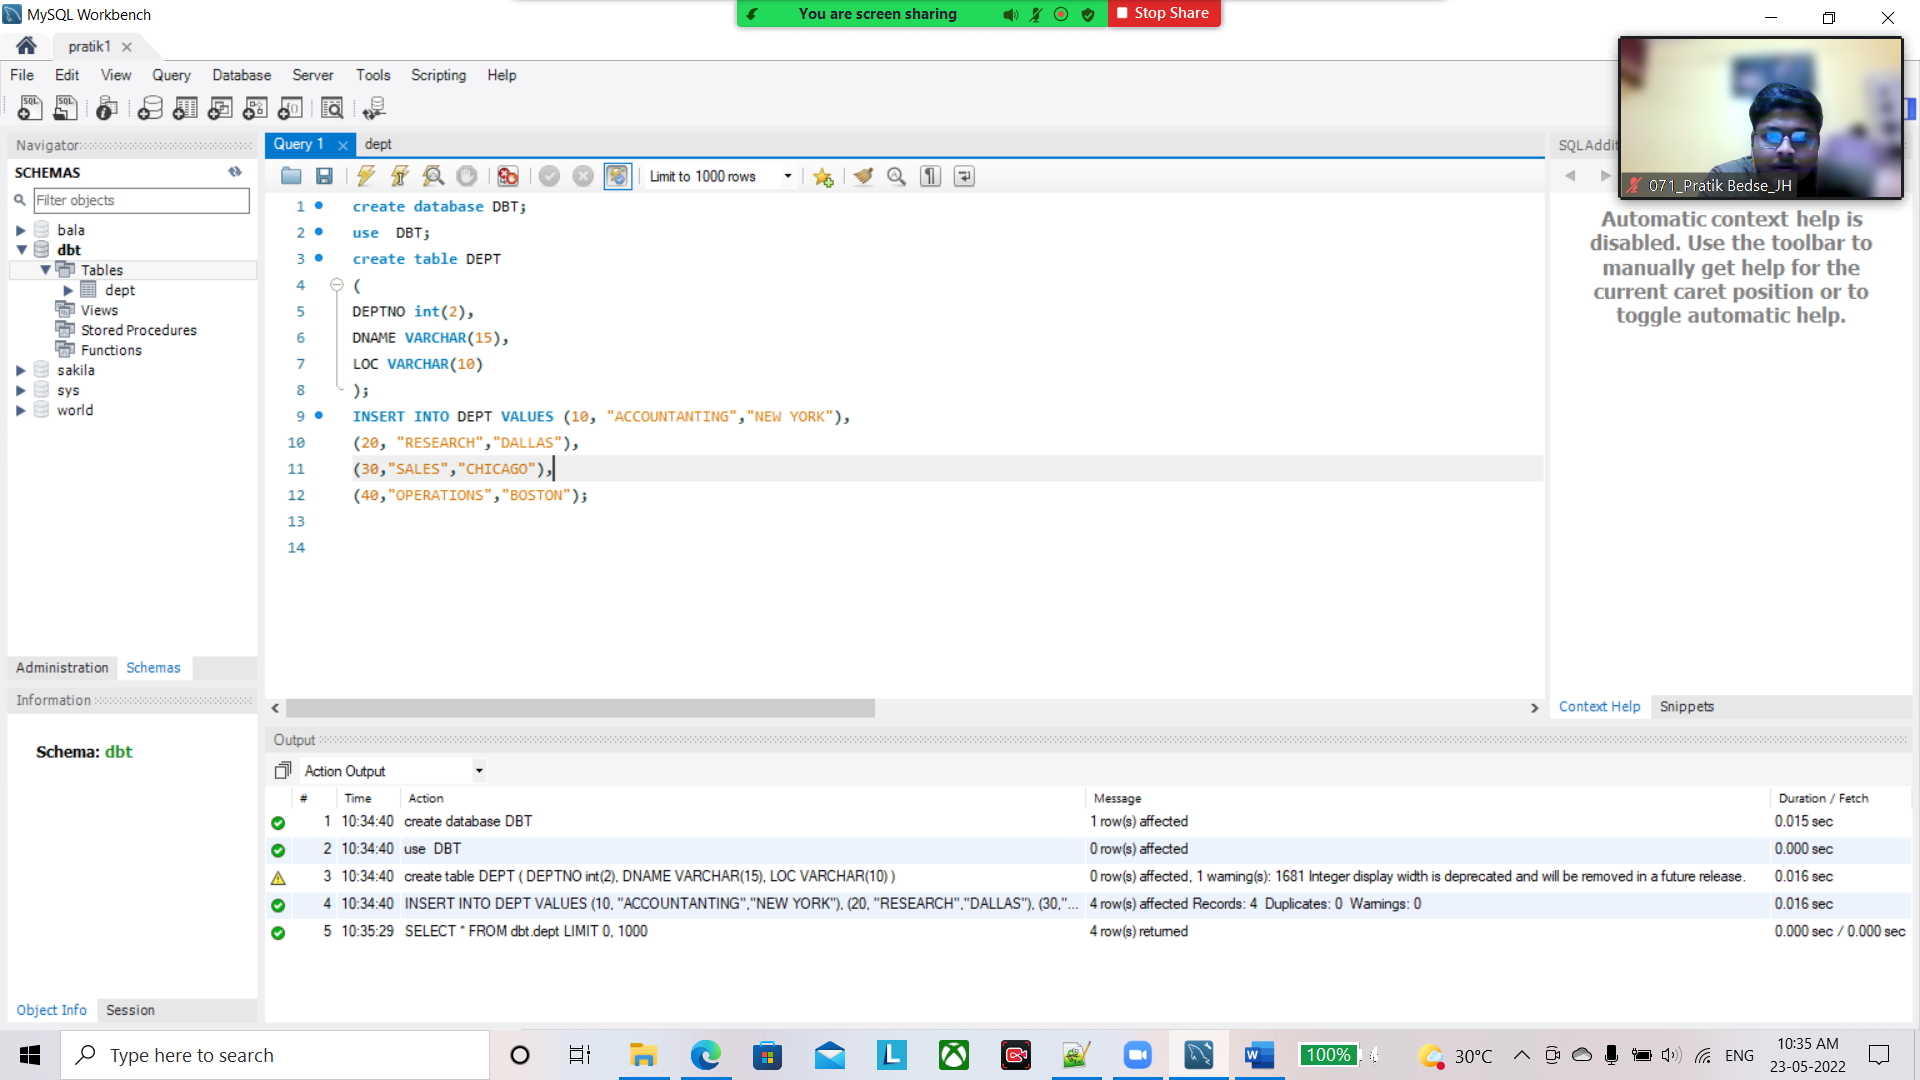 MySQL Workbench
You are screen sharing
Stop Share
pratik1
File Edit View Query Database Server Tools Scripting Help
Navigator
SCHEMAS
Filter objects
bala
dbt
Tables
dept
Views
Stored Procedures
Functions
sakila
sys
world
Administration Schemas
Information
Schema: dbt
Object Info Session
Query 1 dept
Limit to 1000 rows
1 create database DBT;
2 use  DBT;
3 create table DEPT
4 (
5 DEPTNO int(2),
6 DNAME VARCHAR(15),
7 LOC VARCHAR(10)
8 );
9 INSERT INTO DEPT VALUES (10, "ACCOUNTANTING","NEW YORK"),
10 (20, "RESEARCH","DALLAS"),
11 (30,"SALES","CHICAGO"),
12 (40,"OPERATIONS","BOSTON");
13
14
071_Pratik Bedse_JH
Automatic context help is
disabled. Use the toolbar to
manually get help for the
current caret position or to
toggle automatic help.
Context Help Snippets
Output
Action Output
# Time Action Message Duration / Fetch
1 10:34:40 create database DBT 1 row(s) affected 0.015 sec
2 10:34:40 use  DBT 0 row(s) affected 0.000 sec
3 10:34:40 create table DEPT ( DEPTNO int(2), DNAME VARCHAR(15), LOC VARCHAR(10) ) 0 row(s) affected, 1 warning(s): 1681 Integer display width is deprecated and will be removed in a future release. 0.016 sec
4 10:34:40 INSERT INTO DEPT VALUES (10, "ACCOUNTANTING","NEW YORK"), (20, "RESEARCH","DALLAS"), (30,"... 4 row(s) affected Records: 4  Duplicates: 0  Warnings: 0 0.016 sec
5 10:35:29 SELECT * FROM dbt.dept LIMIT 0, 1000 4 row(s) returned 0.000 sec / 0.000 sec
Type here to search
100%
30°C
ENG
10:35 AM
23-05-2022